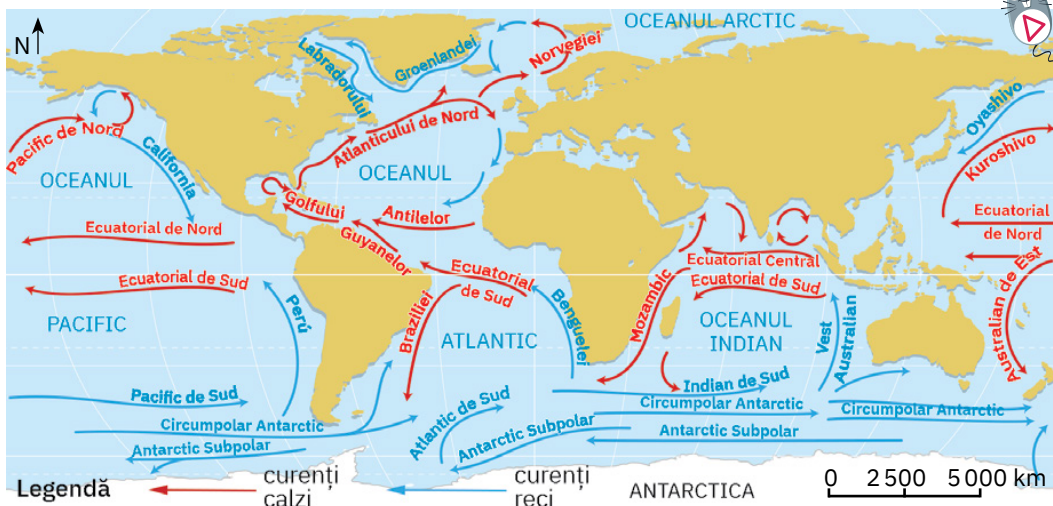 OCEANUL ARCTIC
N
Norvegiei
Groenlandei
Labradorului
Oyashivo
Pacific de Nord
Atlanticului de Nord
California
Kuroshivo
OCEANUL
PACIFIC
OCEANUL
ATLANTIC
Golfului
Antilelor
Ecuatorial
de Nord
Ecuatorial de Nord
Guyanelor
Ecuatorial Central
Ecuatorial
de Sud
Ecuatorial de Sud
Ecuatorial de Sud
Australian de Est
Mozambic
Perú
Braziliei
Benguelei
OCEANUL
INDIAN
Vest
Australian
Pacific de Sud
Atlantic de Sud
Indian de Sud
Circumpolar Antarctic
Circumpolar Antarctic
Circumpolar Antarctic
Antarctic Subpolar
Antarctic Subpolar
Antarctic Subpolar
Legendă
curenți
calzi
curenți
reci
ANTARCTICA
0 2 500 5 000 km